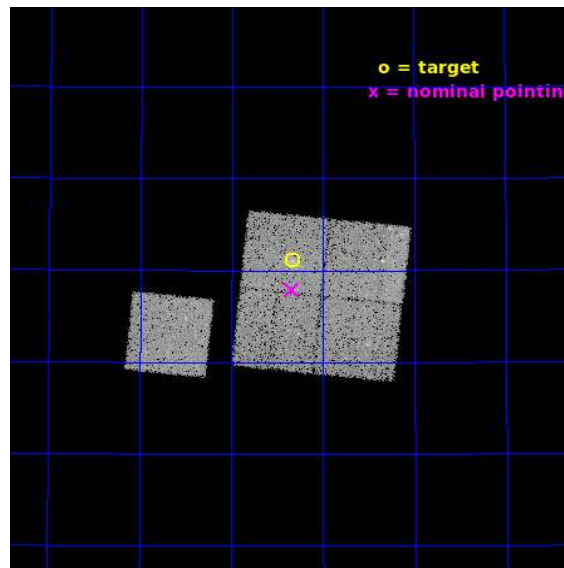 o = target
x = nominal pointin